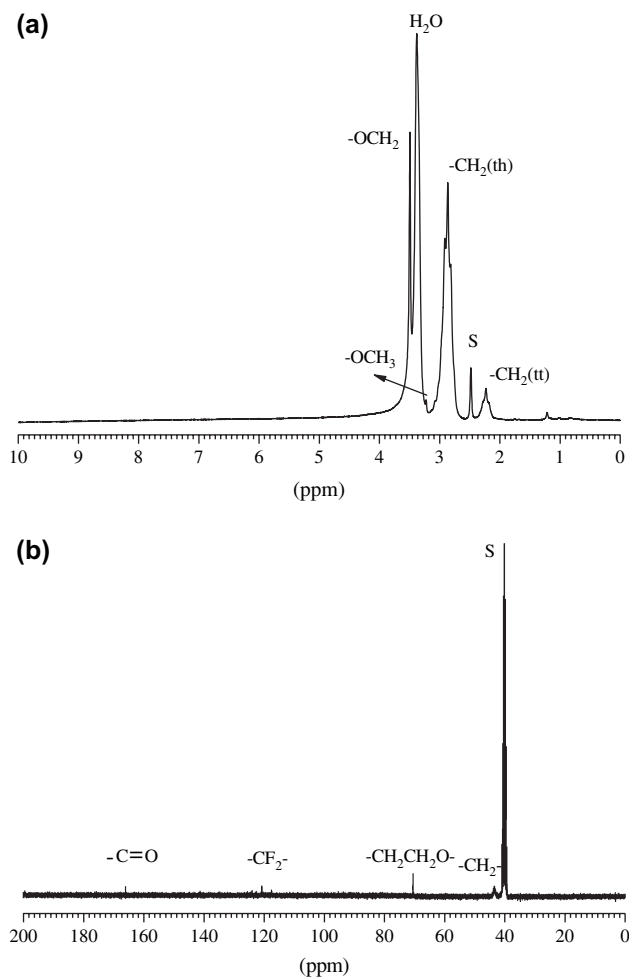 (a)
H₂O
-OCH₂
-CH₂(th)
-OCH₃
S
-CH₂(tt)
10 9 8 7 6 5 4 3 2 1 0
(ppm)
(b)
S
-C=O
-CF₂-
-CH₂CH₂O-
-CH₂-
200 180 160 140 120 100 80 60 40 20 0
(ppm)